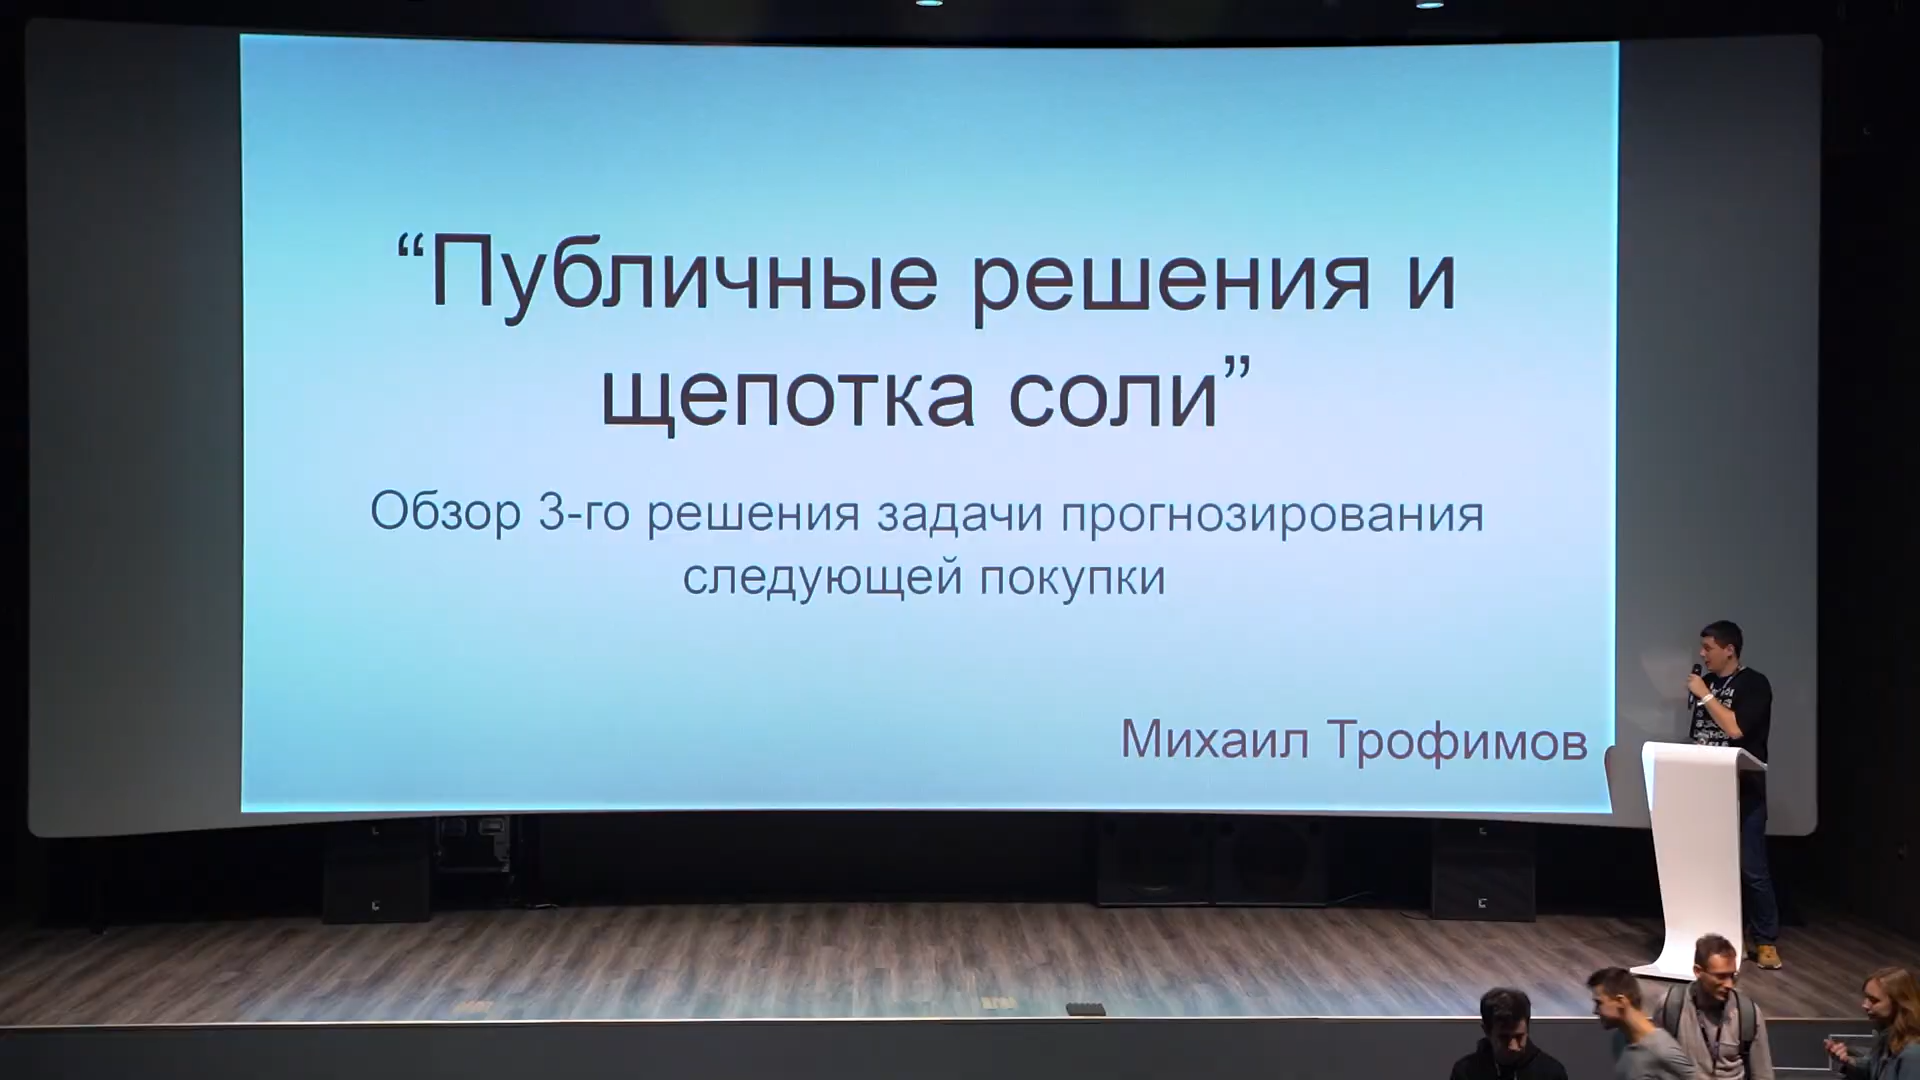 “Публичные решения и
щепотка соли”
Обзор 3-го решения задачи прогнозирования
следующей покупки
Михаил Трофимов